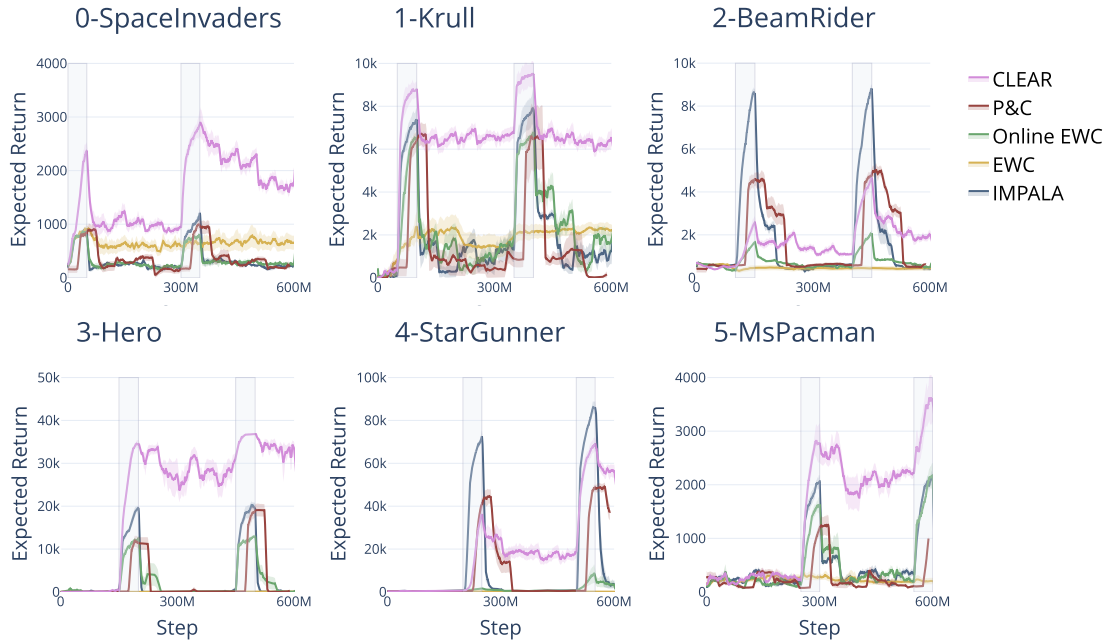 0-SpaceInvaders
1-Krull
2-BeamRider
Expected Return
4000
3000
2000
1000
0
0
300M
600M
Expected Return
10k
8k
6k
4k
2k
0
0
300M
600M
Expected Return
10k
8k
6k
4k
2k
0
0
300M
600M
CLEAR
P&C
Online EWC
EWC
IMPALA
3-Hero
4-StarGunner
5-MsPacman
Expected Return
50k
40k
30k
20k
10k
0
0
300M
600M
Step
Expected Return
100k
80k
60k
40k
20k
0
0
300M
600M
Step
Expected Return
4000
3000
2000
1000
0
0
300M
600M
Step